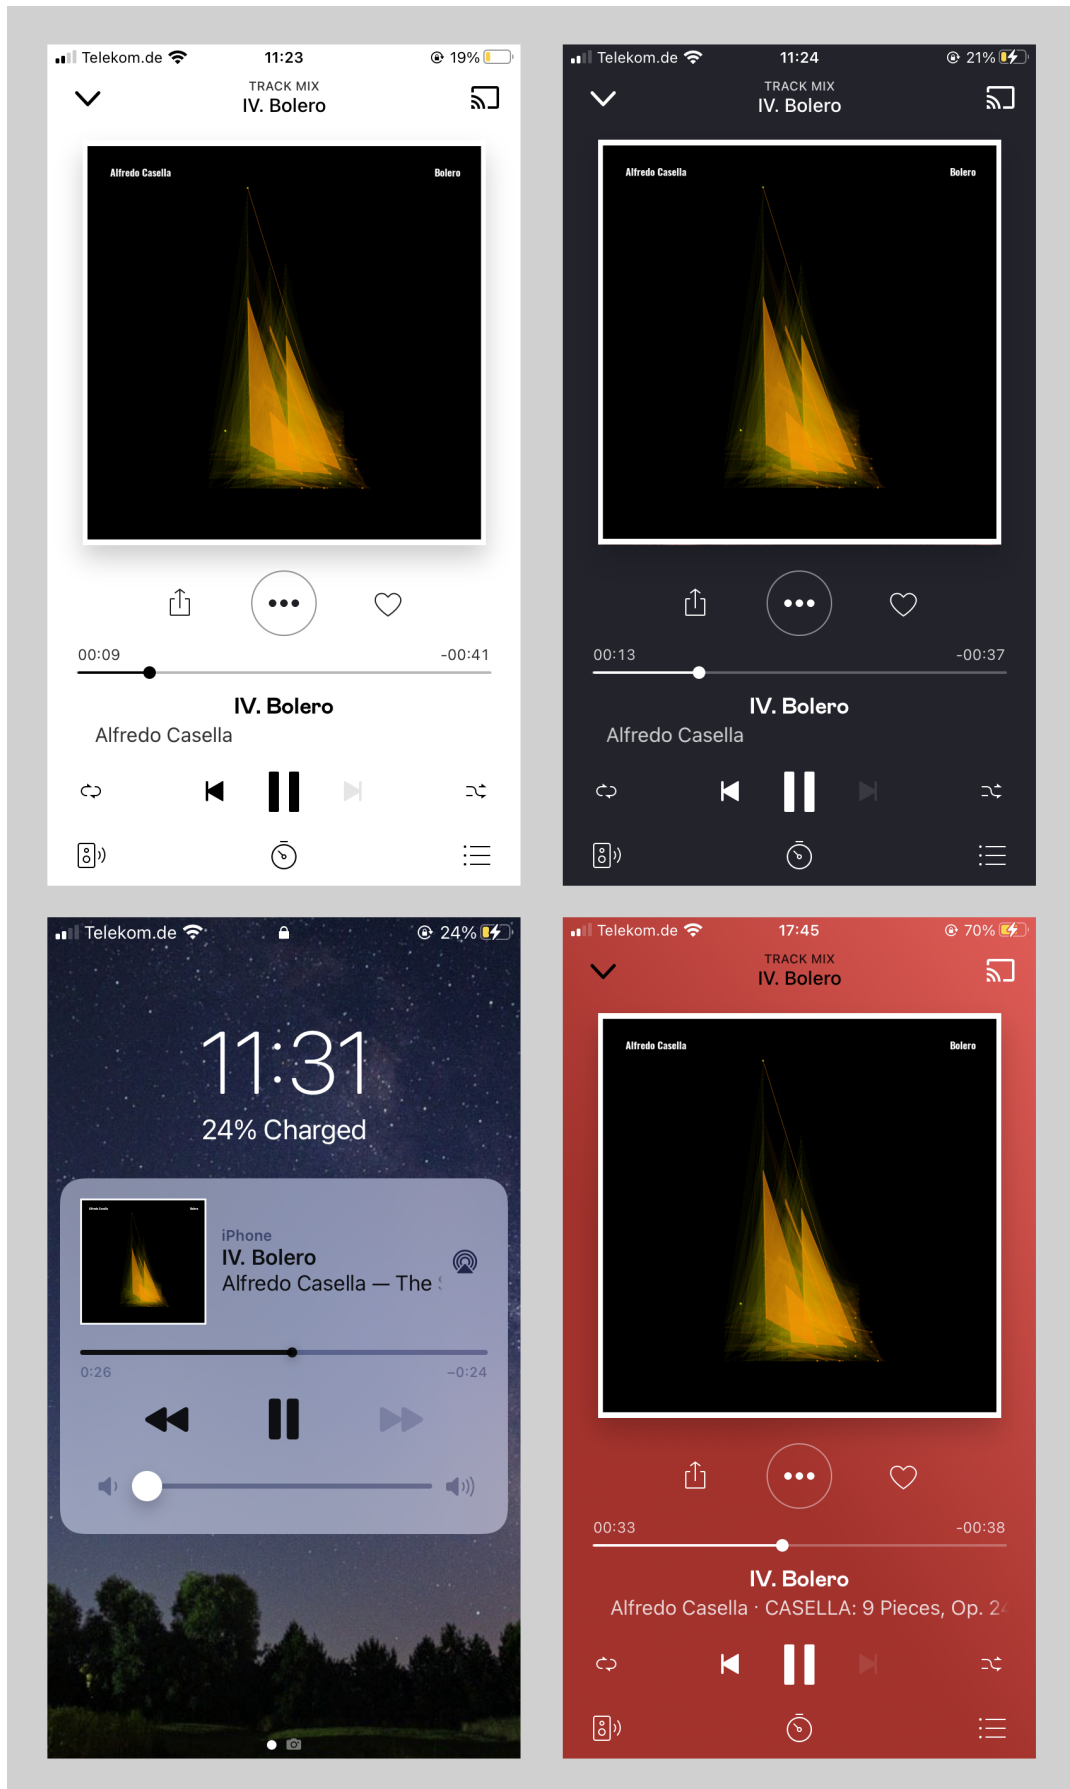 Telekom.de 11:23 19%
TRACK MIX
IV. Bolero
Alfredo Casella Bolero
00:09 -00:41
IV. Bolero
Alfredo Casella
Telekom.de 11:24 21%
TRACK MIX
IV. Bolero
Alfredo Casella Bolero
00:13 -00:37
IV. Bolero
Alfredo Casella
Telekom.de 24%
11:31
24% Charged
Alfredo Casella Bolero
iPhone
IV. Bolero
Alfredo Casella — The
0:26 −0:24
Telekom.de 17:45 70%
TRACK MIX
IV. Bolero
Alfredo Casella Bolero
00:33 -00:38
IV. Bolero
Alfredo Casella · CASELLA: 9 Pieces, Op. 24